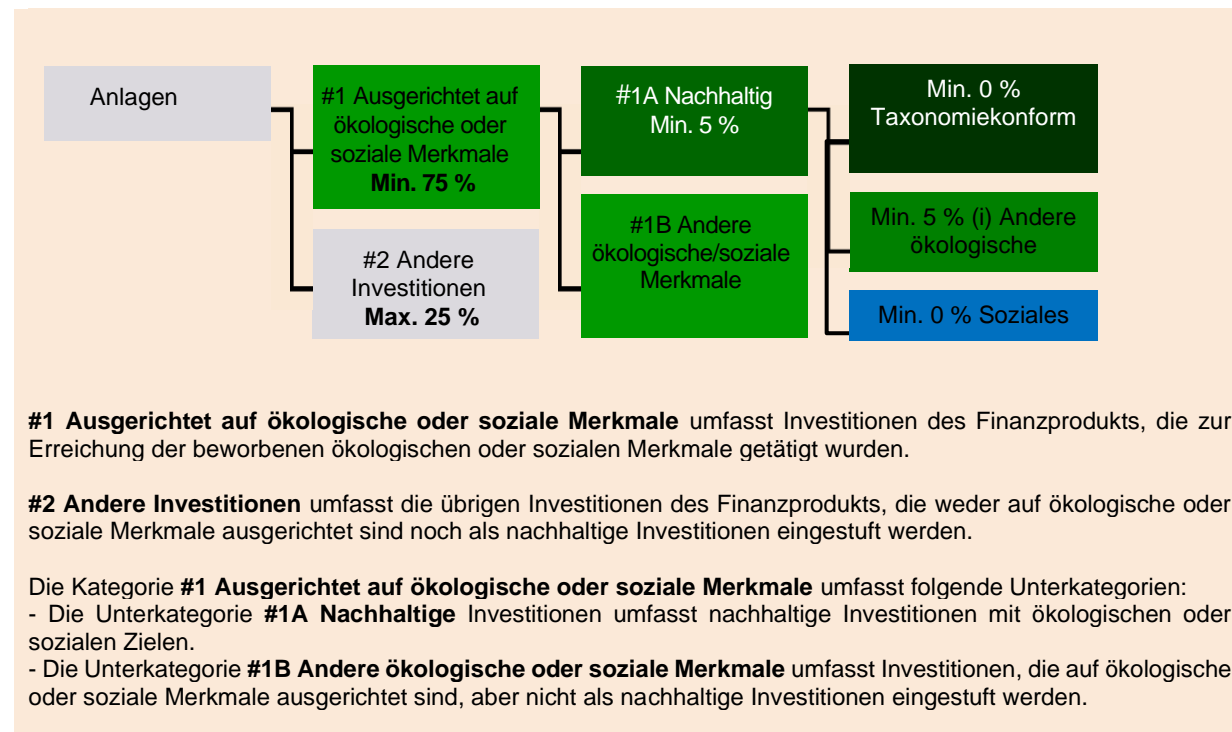 Anlagen
#1 Ausgerichtet auf
ökologische oder
soziale Merkmale
Min. 75 %
#2 Andere
Investitionen
Max. 25 %
#1A Nachhaltig
Min. 5 %
#1B Andere
ökologische/soziale
Merkmale
Min. 0 %
Taxonomiekonform
Min. 5 % (i) Andere
ökologische
Min. 0 % Soziales
#1 Ausgerichtet auf ökologische oder soziale Merkmale umfasst Investitionen des Finanzprodukts, die zur
Erreichung der beworbenen ökologischen oder sozialen Merkmale getätigt wurden.
#2 Andere Investitionen umfasst die übrigen Investitionen des Finanzprodukts, die weder auf ökologische oder
soziale Merkmale ausgerichtet sind noch als nachhaltige Investitionen eingestuft werden.
Die Kategorie #1 Ausgerichtet auf ökologische oder soziale Merkmale umfasst folgende Unterkategorien:
- Die Unterkategorie #1A Nachhaltige Investitionen umfasst nachhaltige Investitionen mit ökologischen oder
sozialen Zielen.
- Die Unterkategorie #1B Andere ökologische oder soziale Merkmale umfasst Investitionen, die auf ökologische
oder soziale Merkmale ausgerichtet sind, aber nicht als nachhaltige Investitionen eingestuft werden.